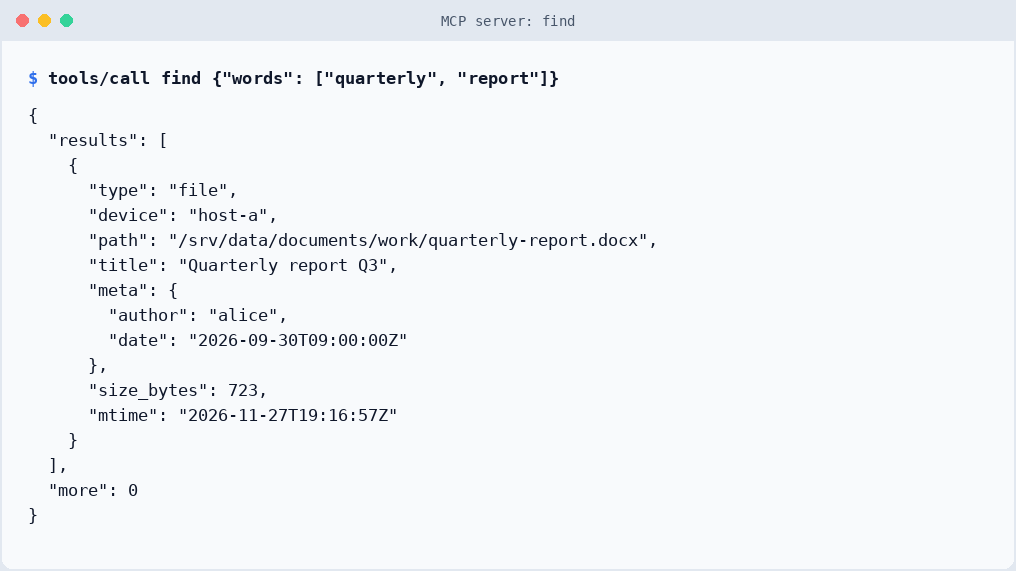 MCP server: find
$ tools/call find {"words": ["quarterly", "report"]}
{
  "results": [
    {
      "type": "file",
      "device": "host-a",
      "path": "/srv/data/documents/work/quarterly-report.docx",
      "title": "Quarterly report Q3",
      "meta": {
        "author": "alice",
        "date": "2026-09-30T09:00:00Z"
      },
      "size_bytes": 723,
      "mtime": "2026-11-27T19:16:57Z"
    }
  ],
  "more": 0
}